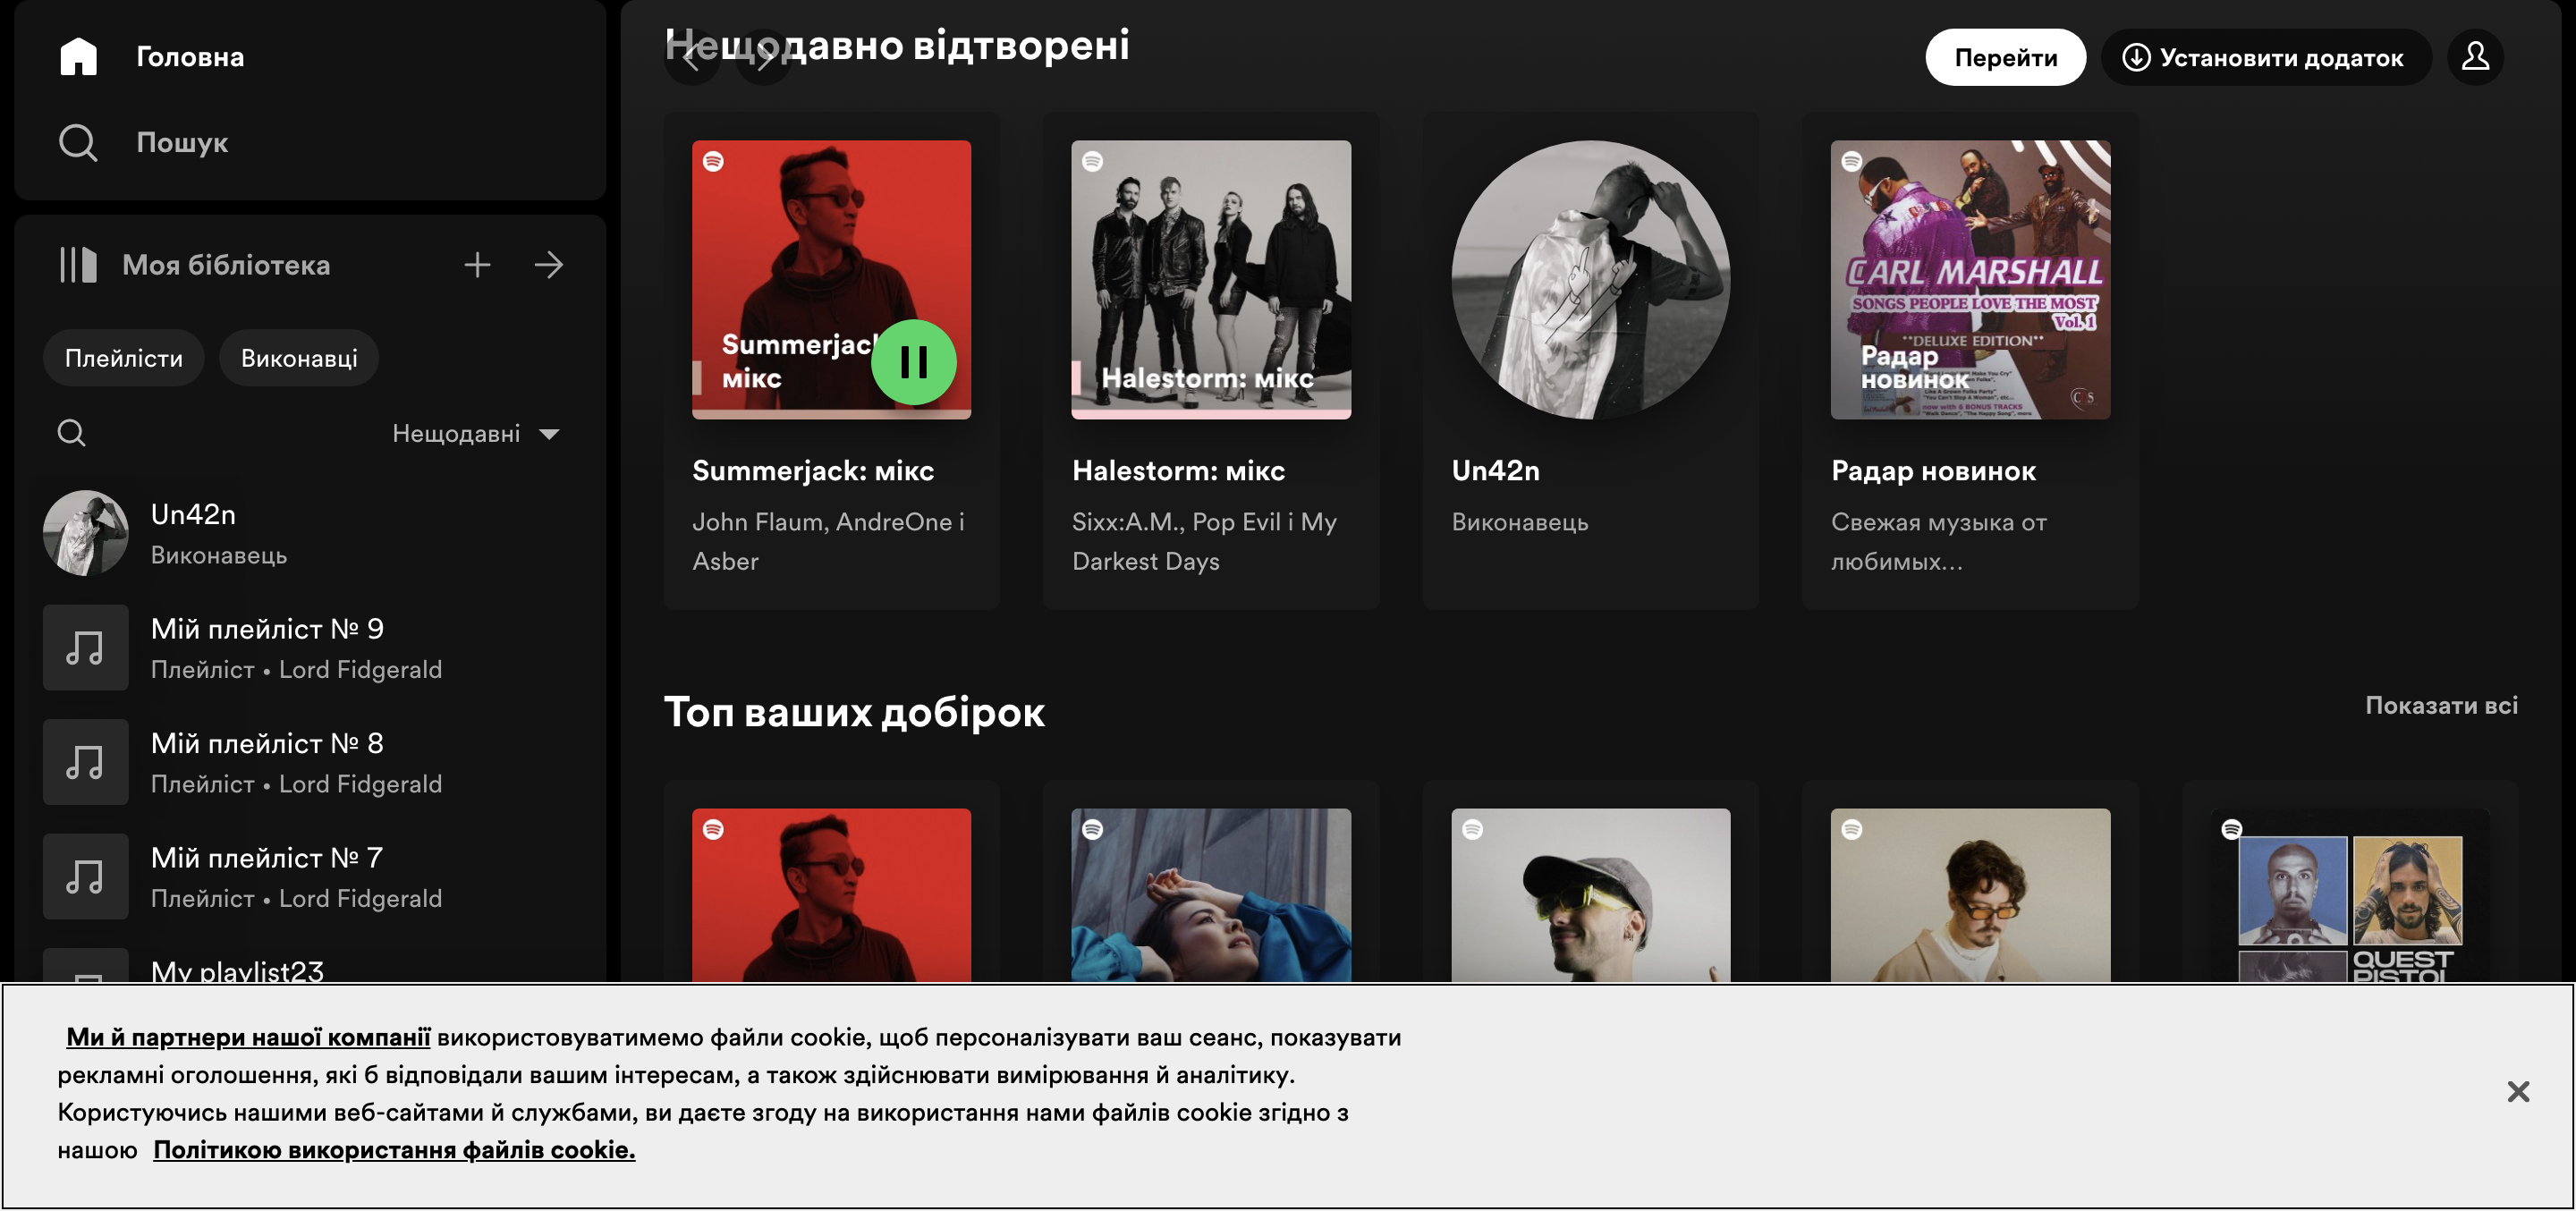 Головна
Пошук
Моя бібліотека
Плейлісти
Виконавці
Нещодавні
Un42n
Виконавець
Мій плейліст № 9
Плейліст • Lord Fidgerald
Мій плейліст № 8
Плейліст • Lord Fidgerald
Мій плейліст № 7
Плейліст • Lord Fidgerald
My playlist23
Нещодавно відтворені
Перейти
Установити додаток
Summerjack
мікс
Halestorm: мікс
CARL MARSHALL
SONGS PEOPLE LOVE THE MOST
Vol. 1
**DELUXE EDITION**
Радар
новинок
Summerjack: мікс
John Flaum, AndreOne і
Asber
Halestorm: мікс
Sixx:A.M., Pop Evil і My
Darkest Days
Un42n
Виконавець
Радар новинок
Свежая музыка от
любимых...
Топ ваших добірок
Показати всі
QUEST
PISTOL
Ми й партнери нашої компанії використовуватимемо файли cookie, щоб персоналізувати ваш сеанс, показувати
рекламні оголошення, які б відповідали вашим інтересам, а також здійснювати вимірювання й аналітику.
Користуючись нашими веб-сайтами й службами, ви даєте згоду на використання нами файлів cookie згідно з
нашою Політикою використання файлів cookie.